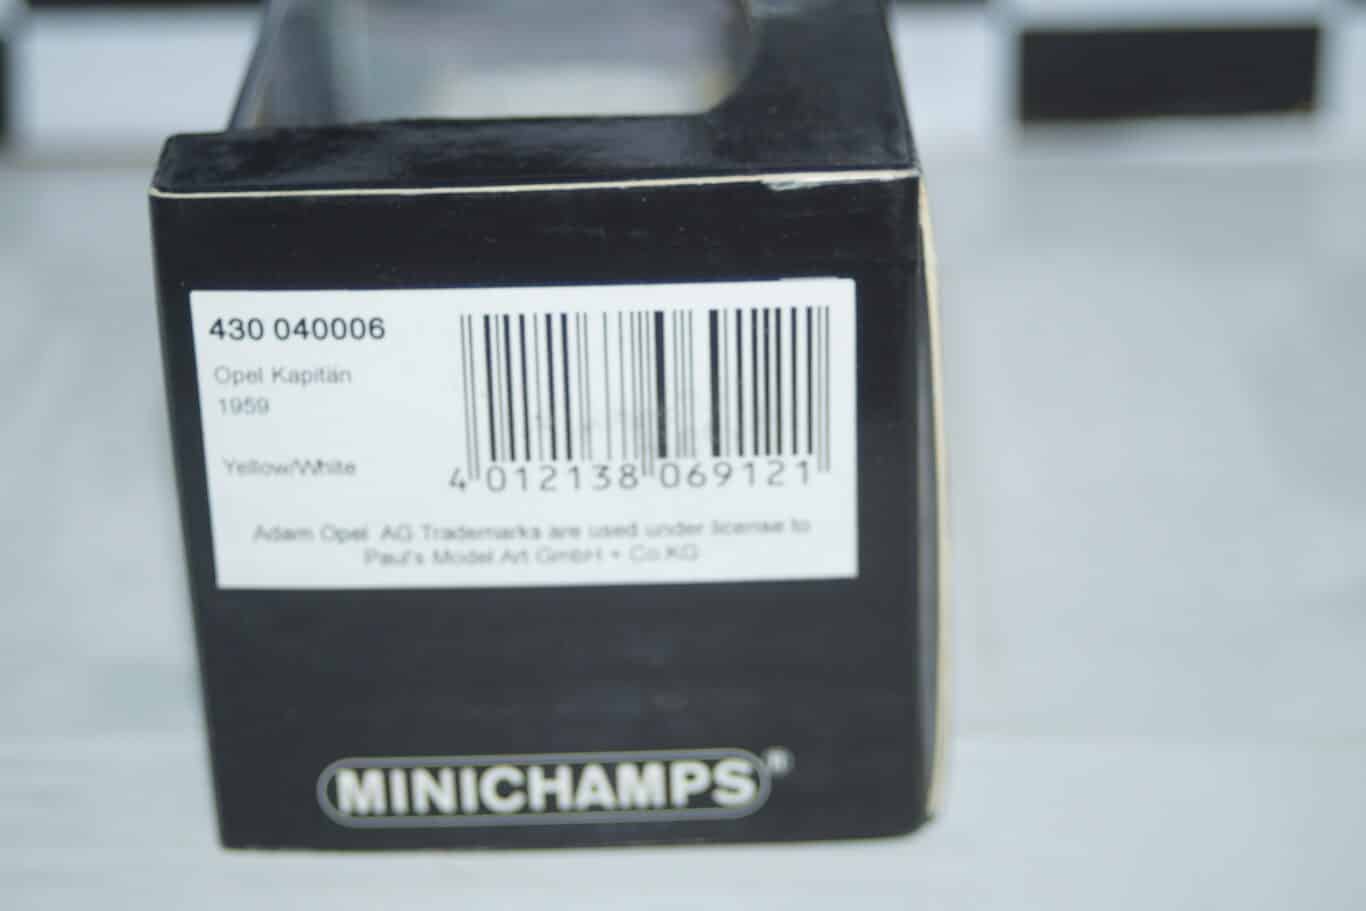 430 040006
Opel Kapitän
1959
Yellow/White
4 012138 069121
Adam Opel AG Trademarks are used under license to
Paul's Model Art GmbH + Co.KG
MINICHAMPS®